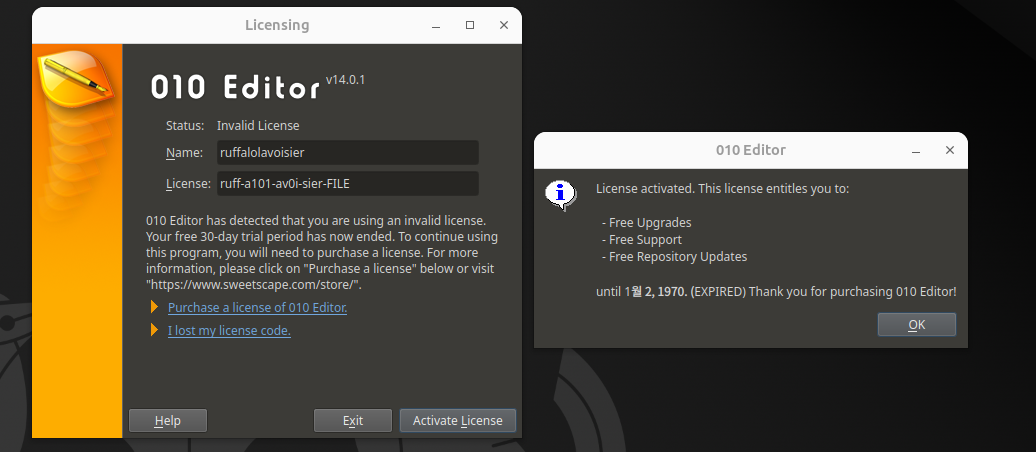 Licensing
010 Editor v14.0.1
Status: Invalid License
Name: ruffalolavoisier
License: ruff-a101-av0i-sier-FILE
010 Editor has detected that you are using an invalid license.
Your free 30-day trial period has now ended. To continue using
this program, you will need to purchase a license. For more
information, please click on "Purchase a license" below or visit
"https://www.sweetscape.com/store/".
Purchase a license of 010 Editor.
I lost my license code.
Help
Exit
Activate License
010 Editor
License activated. This license entitles you to:
- Free Upgrades
- Free Support
- Free Repository Updates
until 1월 2, 1970. (EXPIRED) Thank you for purchasing 010 Editor!
OK